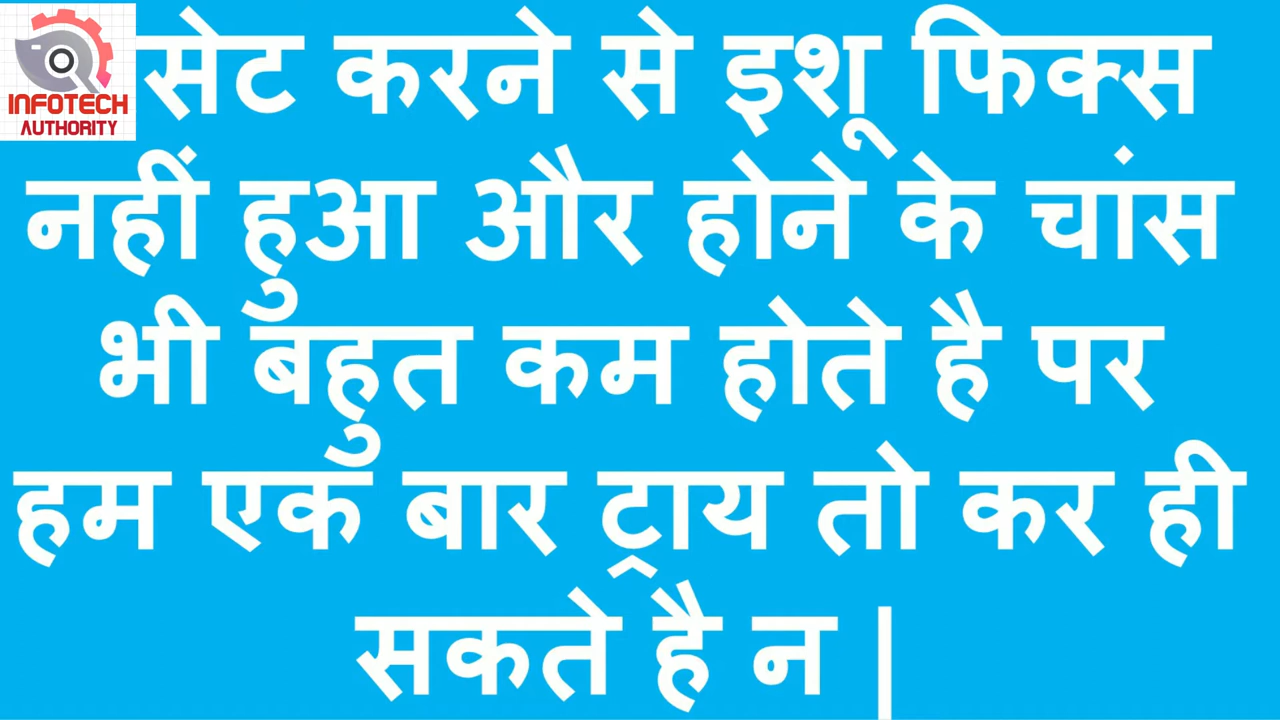 INFOTECH
AUTHORITY
सेट करने से इशू फिक्स
नहीं हुआ और होने के चांस
भी बहुत कम होते है पर
हम एक बार ट्राय तो कर ही
सकते है न |